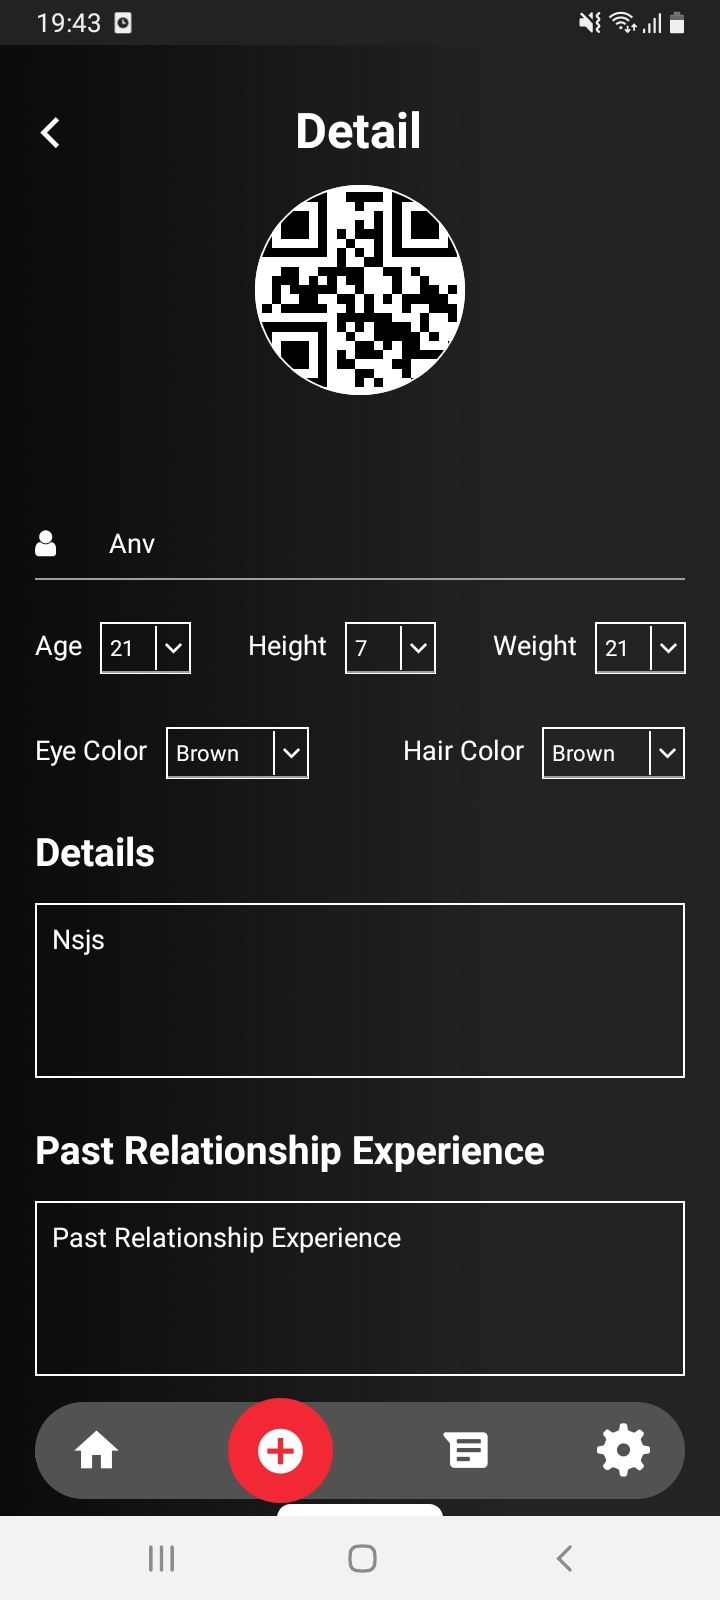 19:43
Detail
Anv
Age 21 Height 7 Weight 21
Eye Color Brown Hair Color Brown
Details
Nsjs
Past Relationship Experience
Past Relationship Experience